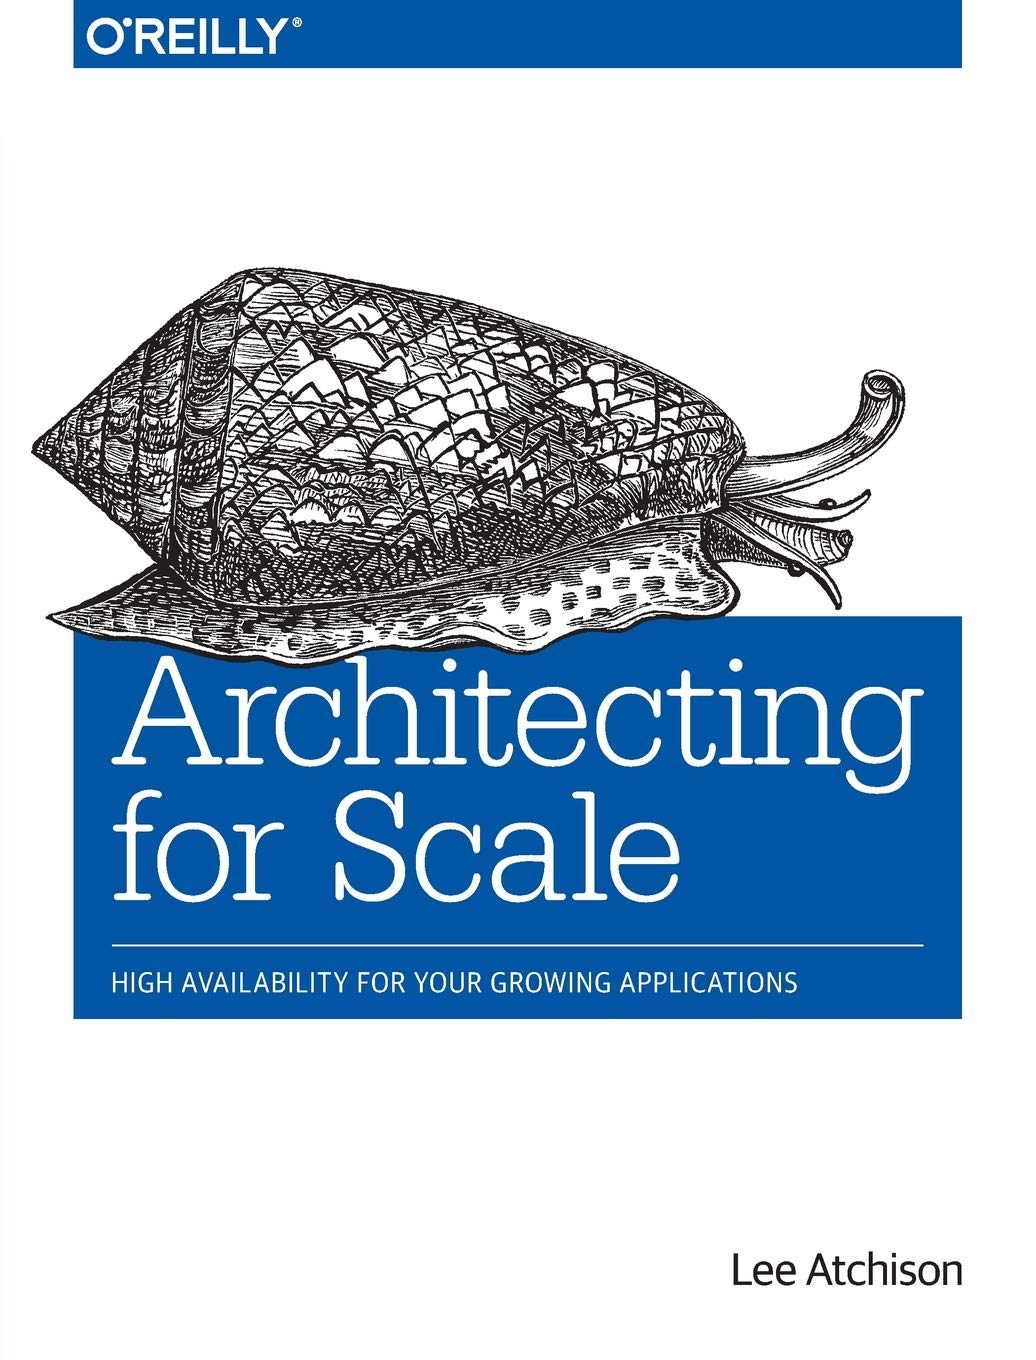 O'REILLY®
Architecting
for Scale
HIGH AVAILABILITY FOR YOUR GROWING APPLICATIONS
Lee Atchison